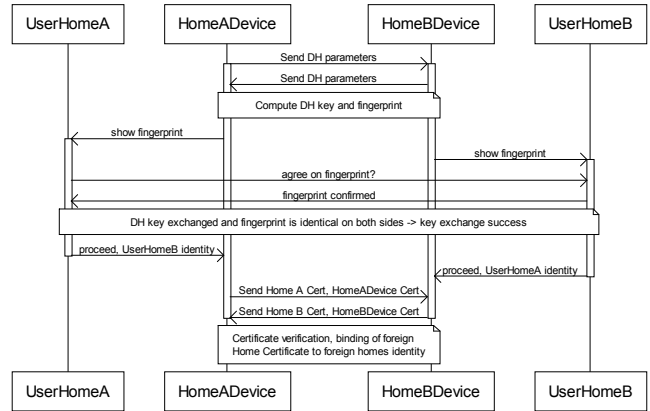 UserHomeA
HomeADevice
HomeBDevice
UserHomeB
Send DH parameters
Send DH parameters
Compute DH key and fingerprint
show fingerprint
show fingerprint
agree on fingerprint?
fingerprint confirmed
DH key exchanged and fingerprint is identical on both sides -> key exchange success
proceed, UserHomeB identity
proceed, UserHomeA identity
Send Home A Cert, HomeADevice Cert
Send Home B Cert, HomeBDevice Cert
Certificate verification, binding of foreign
Home Certificate to foreign homes identity
UserHomeA
HomeADevice
HomeBDevice
UserHomeB